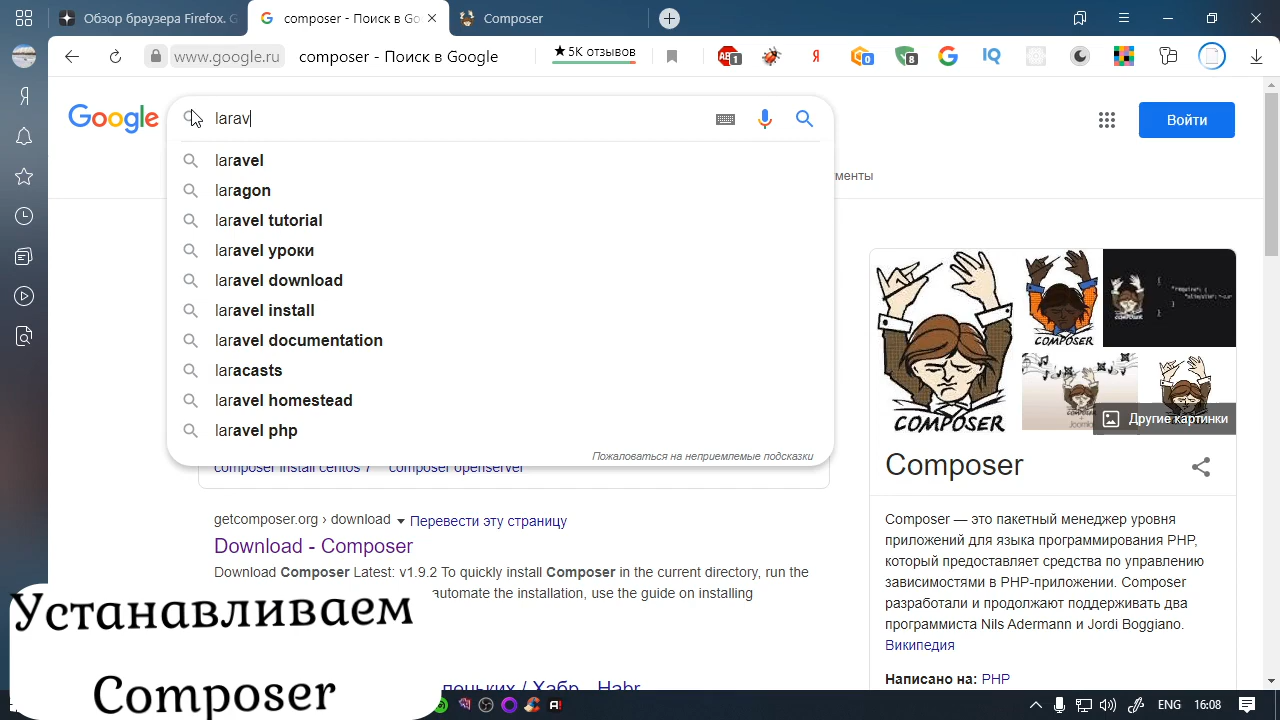 Обзор браузера Firefox.
composer - Поиск в Go
Composer
www.google.ru
composer - Поиск в Google
★5K отзывов
Google
larav
Войти
laravel
laragon
laravel tutorial
laravel уроки
laravel download
laravel install
laravel documentation
laracasts
laravel homestead
laravel php
Пожаловаться на неприемлемые подсказки
менты
composer install centos 7
composer openserver
getcomposer.org › download
Перевести эту страницу
Download - Composer
Download Composer Latest: v1.9.2 To quickly install Composer in the current directory, run the
automate the installation, use the guide on installing
Хабр - Habr
COMPOSER
COMPOSER
Другие картинки
Composer
Composer — это пакетный менеджер уровня
приложений для языка программирования PHP,
который предоставляет средства по управлению
зависимостями в PHP-приложении. Composer
разработали и продолжают поддерживать два
программиста Nils Adermann и Jordi Boggiano.
Википедия
Написано на: PHP
Устанавливаем
Composer
ENG
16:08